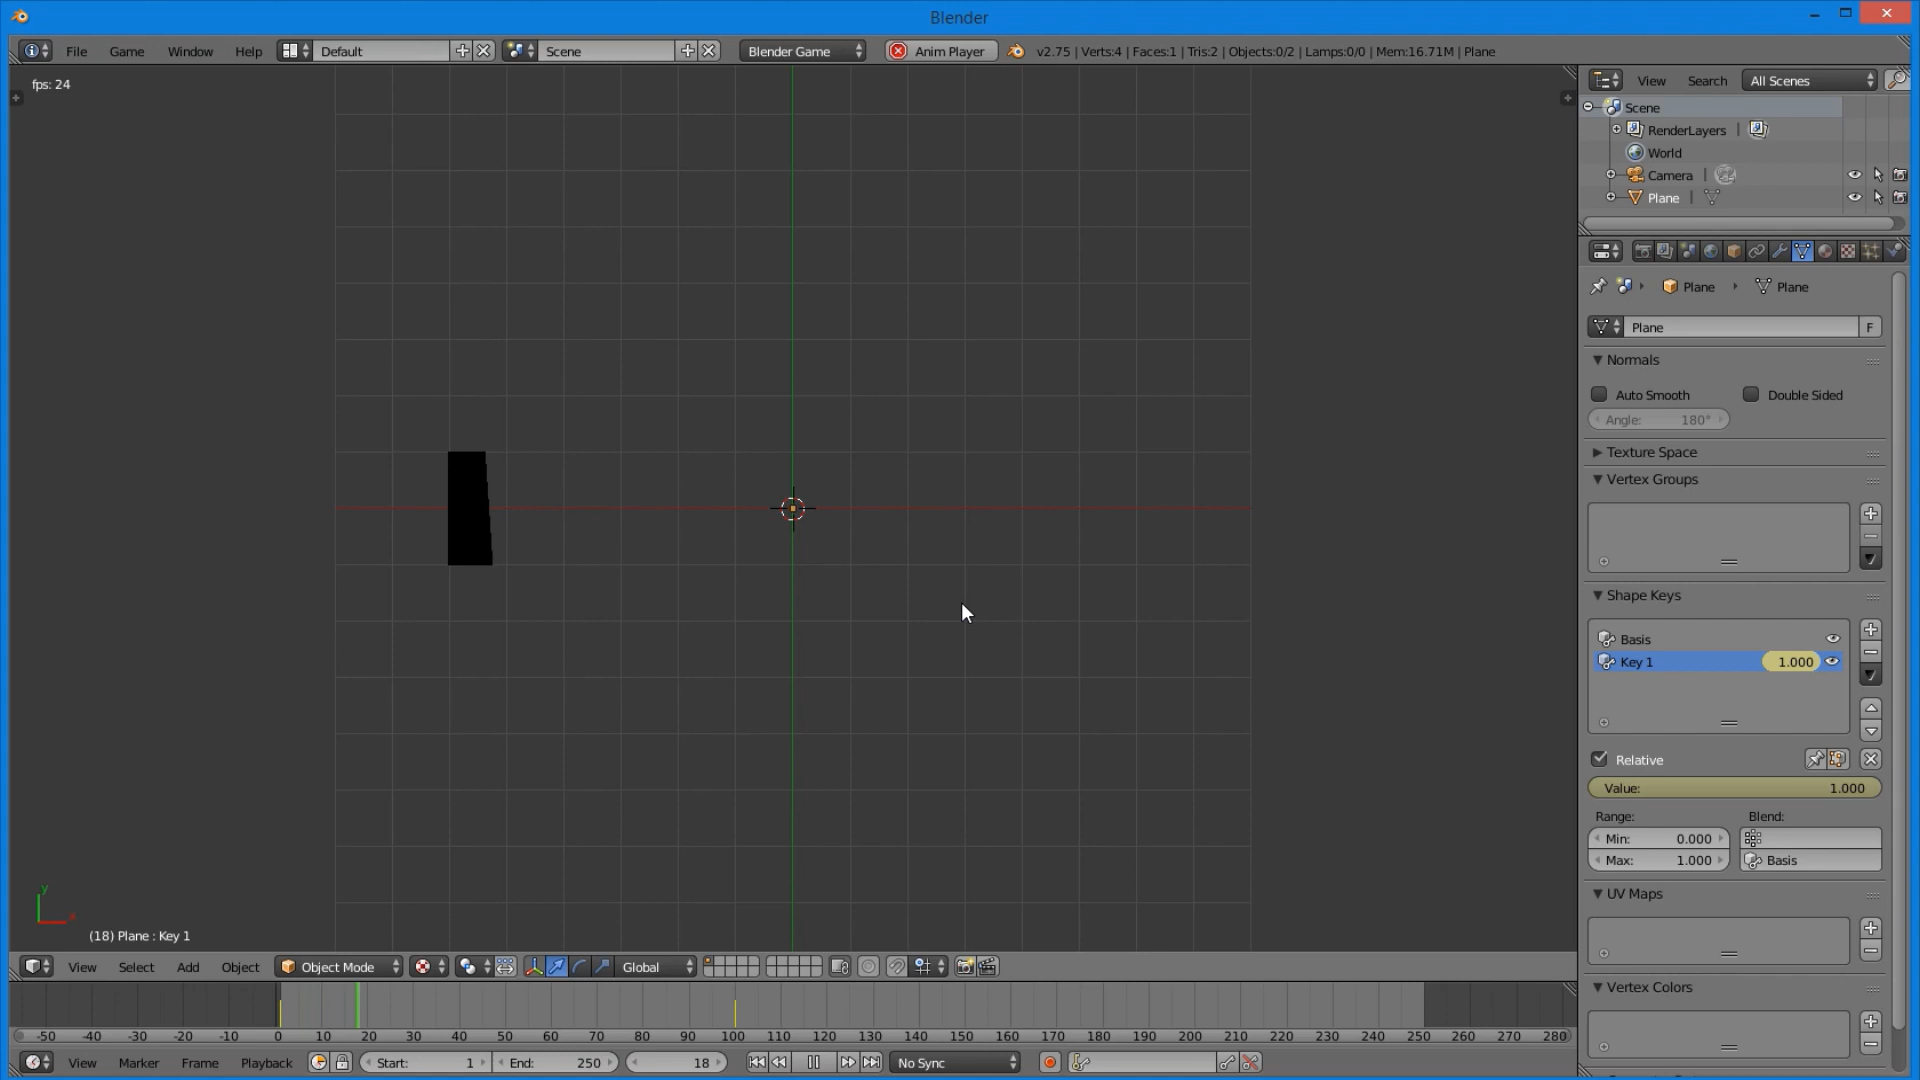 Blender
File Game Window Help Default Scene Blender Game Anim Player v2.75 | Verts:4 | Faces:1 | Tris:2 | Objects:0/2 | Lamps:0/0 | Mem:16.71M | Plane
fps: 24
View Search All Scenes
Scene
RenderLayers
World
Camera
Plane
Plane Plane
Plane F
Normals
Auto Smooth Double Sided
Angle: 180°
Texture Space
Vertex Groups
Shape Keys
Basis
Key 1 1.000
Relative
Value: 1.000
Range: Blend:
Min: 0.000
Max: 1.000 Basis
UV Maps
Vertex Colors
y
x
(18) Plane : Key 1
View Select Add Object Object Mode Global
-50 -40 -30 -20 -10 0 10 20 30 40 50 60 70 80 90 100 110 120 130 140 150 160 170 180 190 200 210 220 230 240 250 260 270 280
View Marker Frame Playback Start: 1 End: 250 18 No Sync